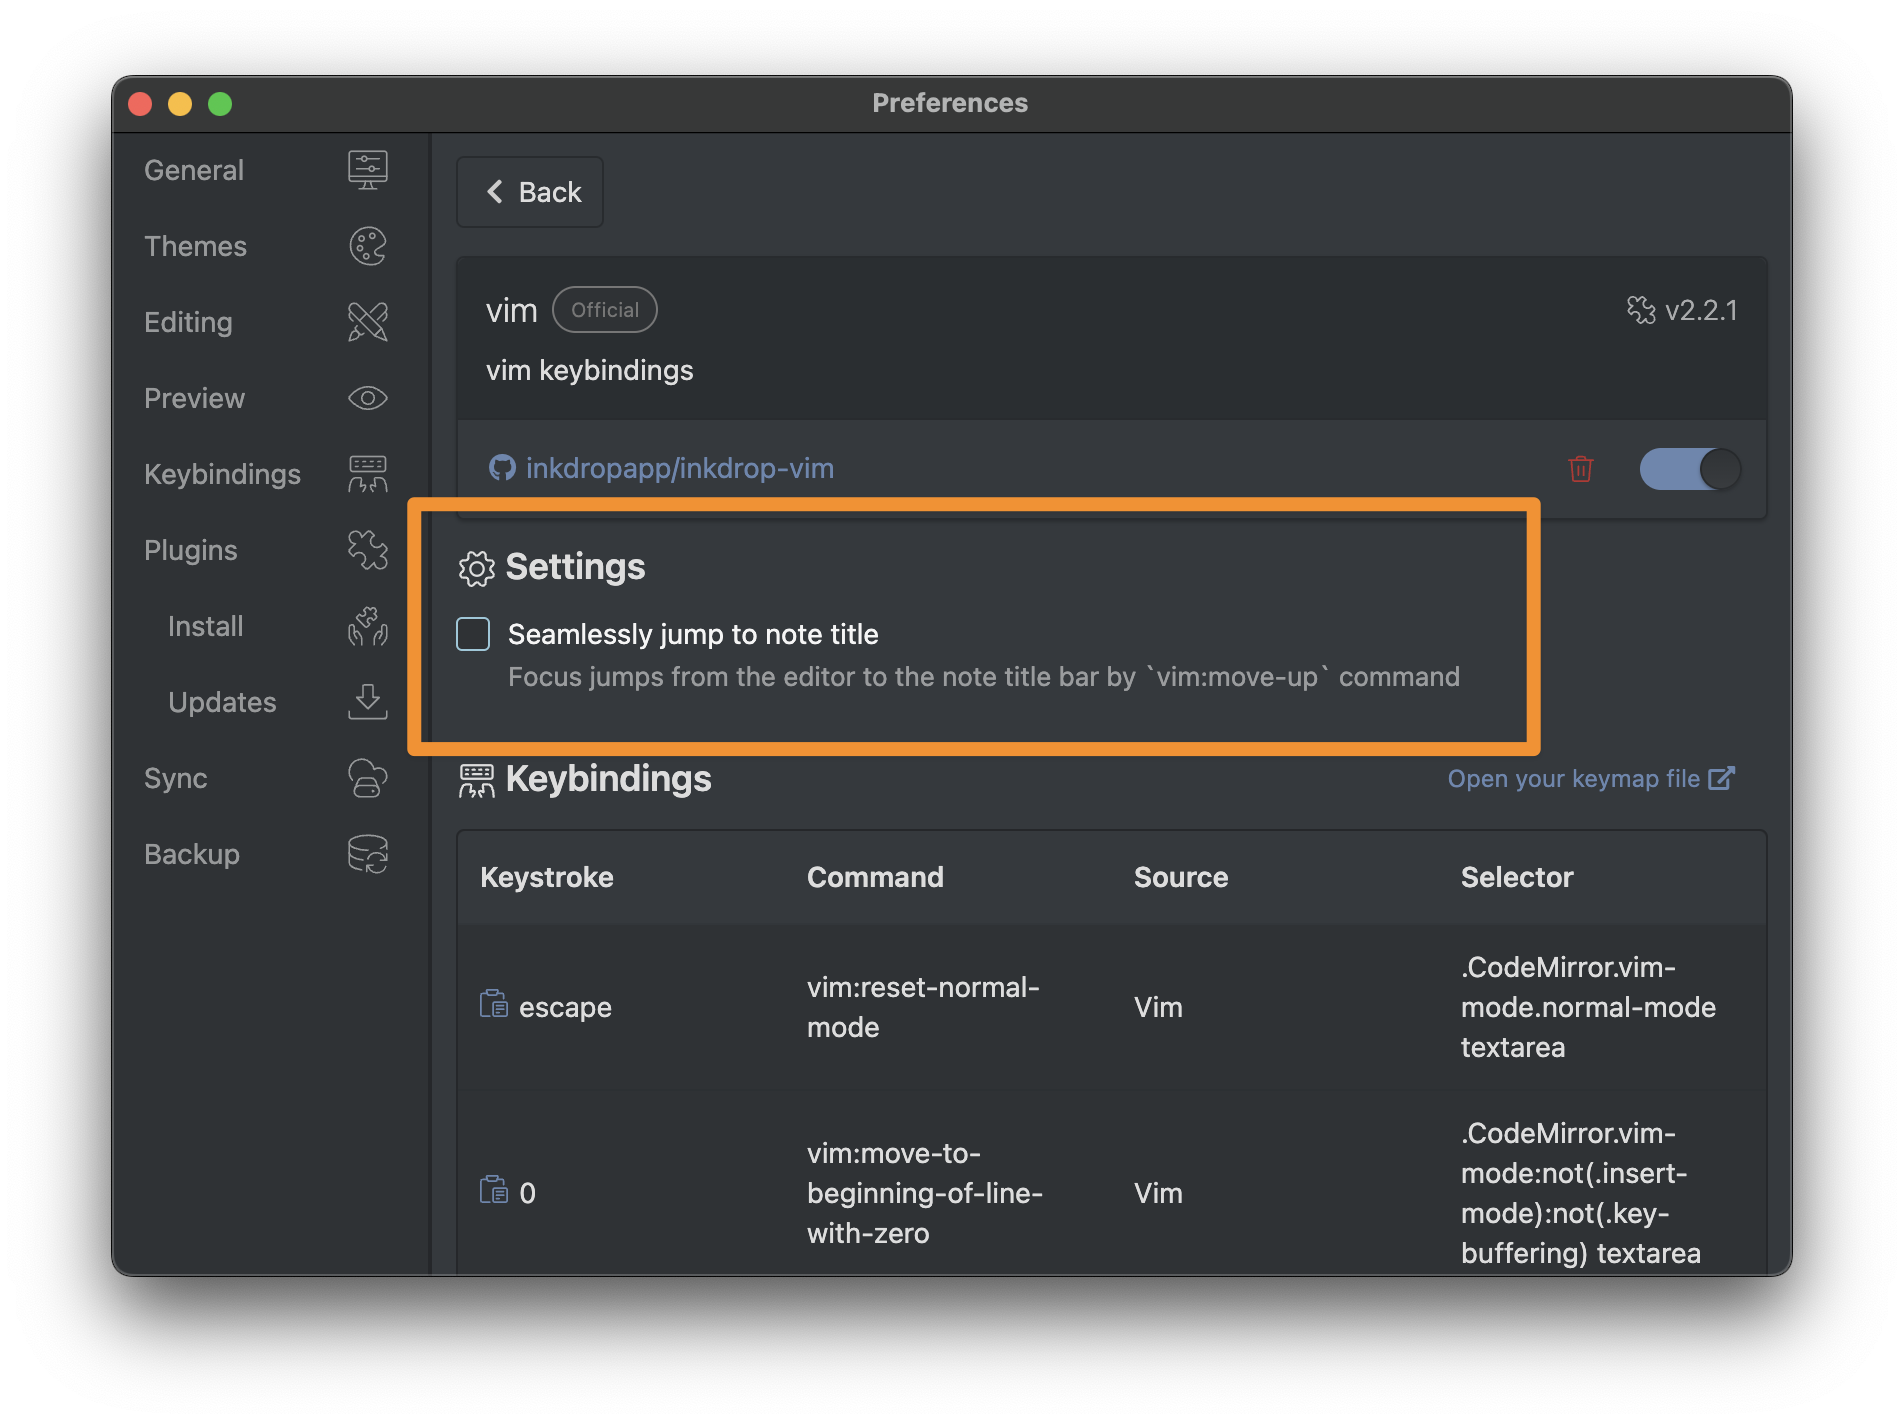 Preferences
General
Themes
Editing
Preview
Keybindings
Plugins
Install
Updates
Sync
Backup
Back
vim Official
v2.2.1
vim keybindings
inkdropapp/inkdrop-vim
Settings
Seamlessly jump to note title
Focus jumps from the editor to the note title bar by `vim:move-up` command
Keybindings
Open your keymap file
Keystroke Command Source Selector
escape
vim:reset-normal-
mode
Vim
.CodeMirror.vim-
mode.normal-mode
textarea
0
vim:move-to-
beginning-of-line-
with-zero
Vim
.CodeMirror.vim-
mode:not(.insert-
mode):not(.key-
buffering) textarea